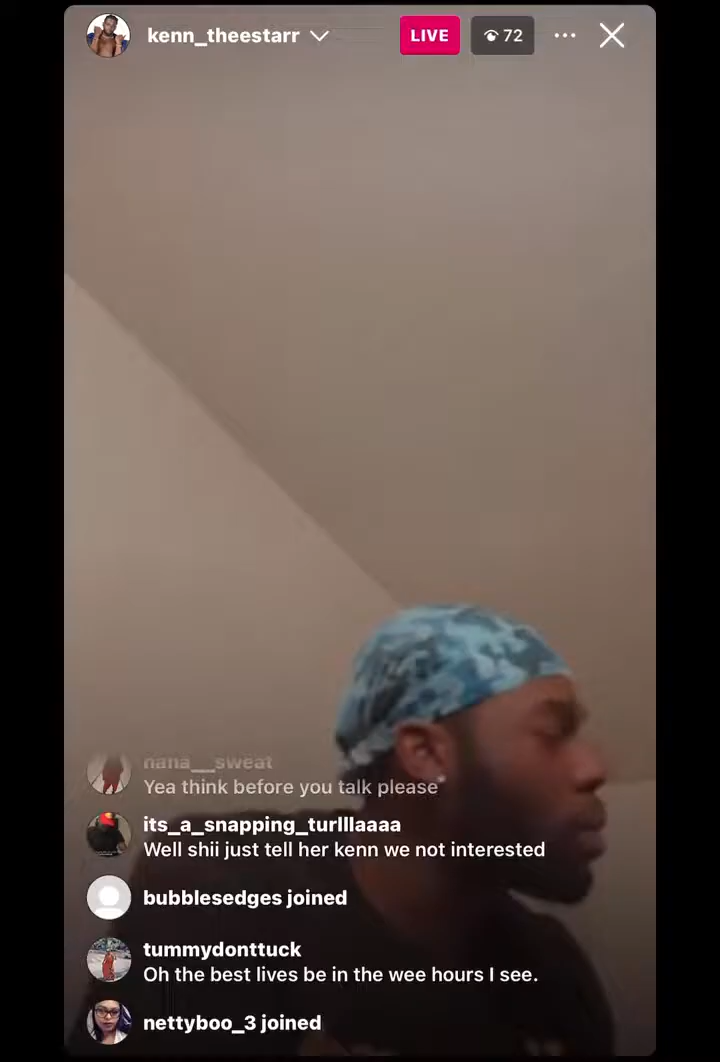 kenn_theestarr
LIVE
72
nana__sweat
Yea think before you talk please
its_a_snapping_turlllaaaa
Well shii just tell her kenn we not interested
bubblesedges joined
tummydonttuck
Oh the best lives be in the wee hours I see.
nettyboo_3 joined